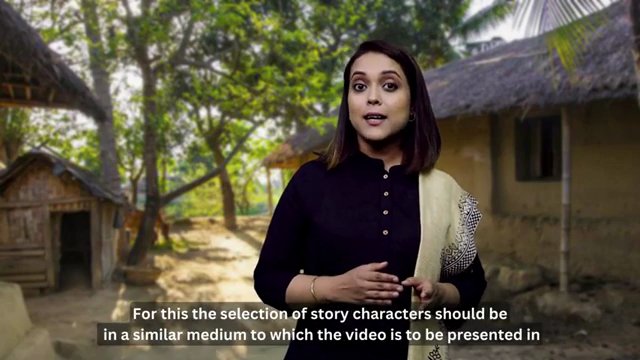 For this the selection of story characters should be
in a similar medium to which the video is to be presented in